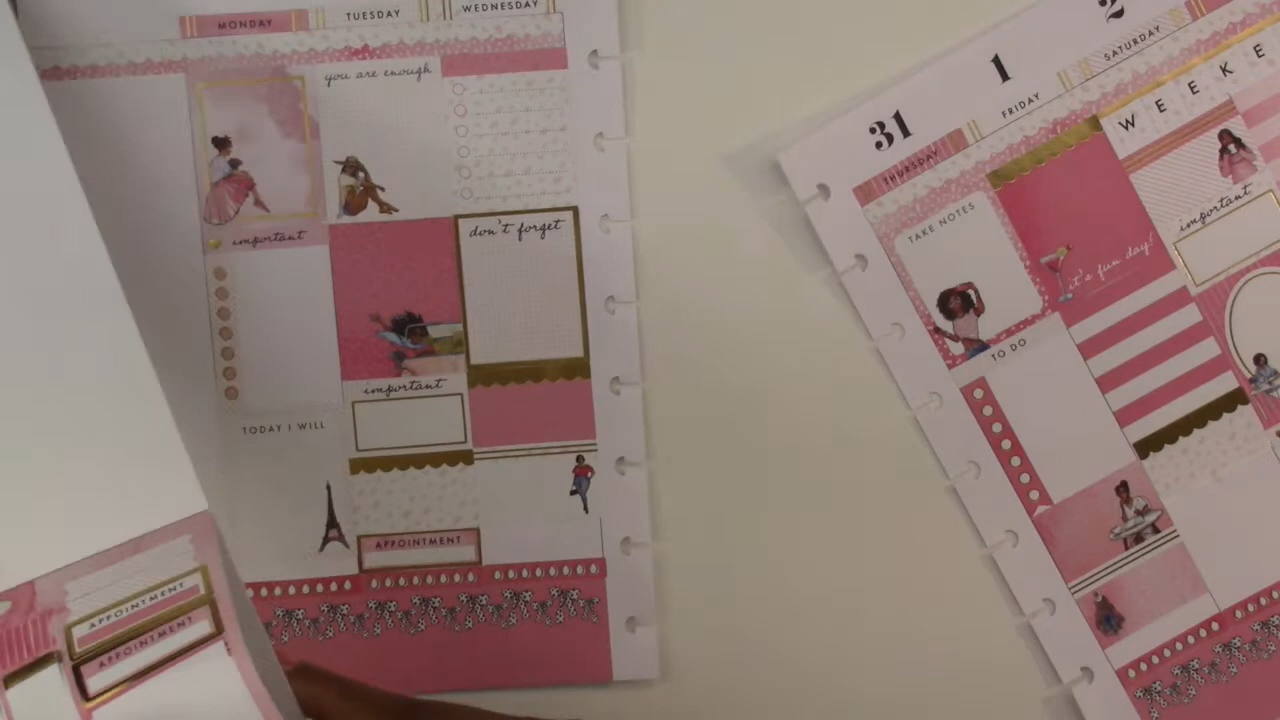 MONDAY
TUESDAY
WEDNESDAY
you are enough
important
don't forget
important
TODAY I WILL
APPOINTMENT
APPOINTMENT
APPOINTMENT
31
1
2
THURSDAY
FRIDAY
SATURDAY
WEEKE
TAKE NOTES
it's fun day!
important
TO DO